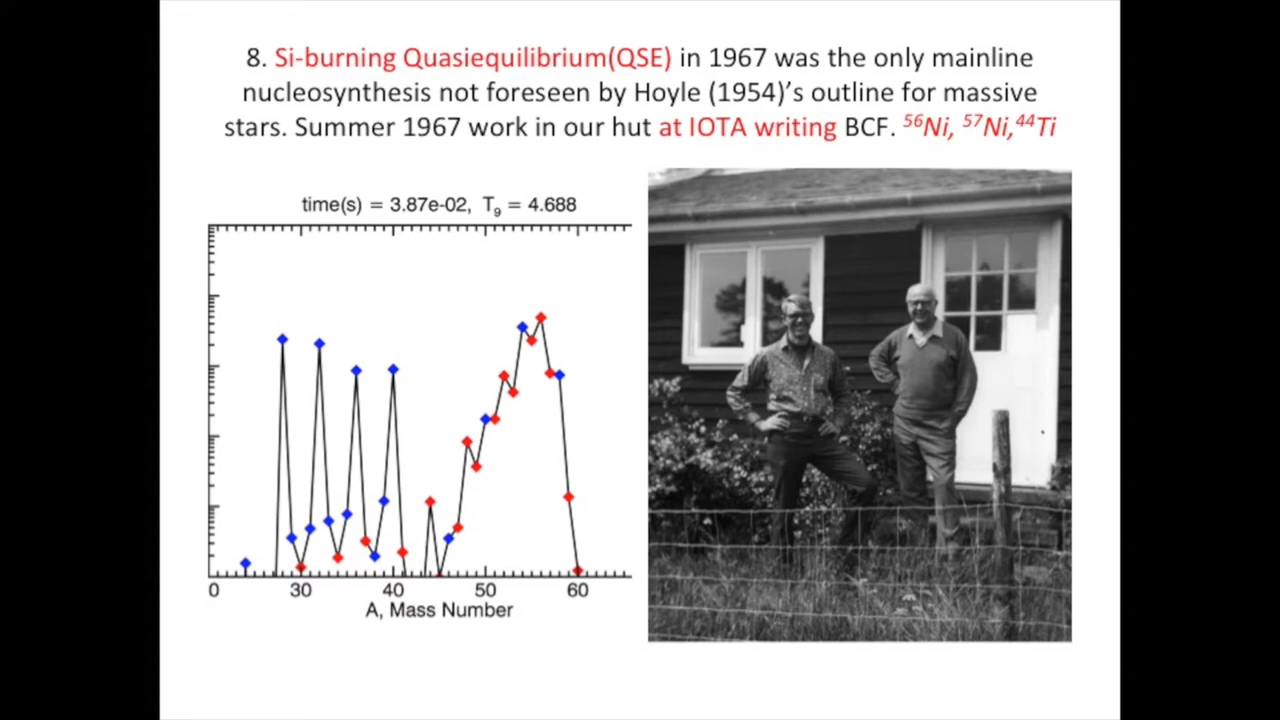 8. Si-burning Quasiequilibrium(QSE) in 1967 was the only mainline
nucleosynthesis not foreseen by Hoyle (1954)’s outline for massive
stars. Summer 1967 work in our hut at IOTA writing BCF. ⁵⁶Ni, ⁵⁷Ni,⁴⁴Ti
time(s) = 3.87e-02, T₉ = 4.688
0 30 40 50 60
A, Mass Number